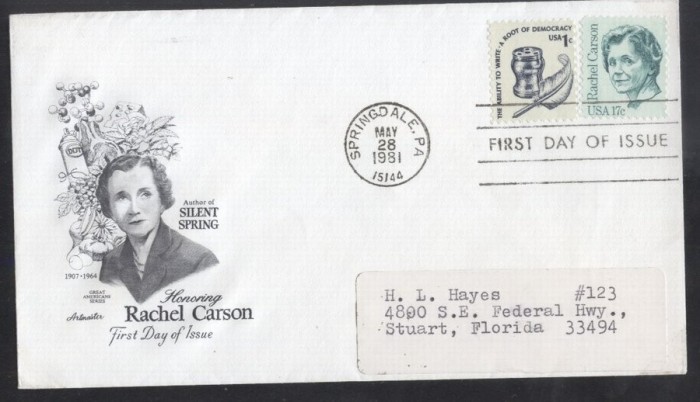 THE ABILITY TO WRITE · A ROOT OF DEMOCRACY
USA 1c
Rachel Carson
USA 17c
SPRINGDALE, PA
MAY
28
1981
15144
FIRST DAY OF ISSUE
DDT
Author of
SILENT
SPRING
1907 · 1964
GREAT
AMERICANS
SERIES
Artmaster
Honoring
Rachel Carson
First Day of Issue
H. L. Hayes #123
4890 S.E. Federal Hwy.,
Stuart, Florida 33494